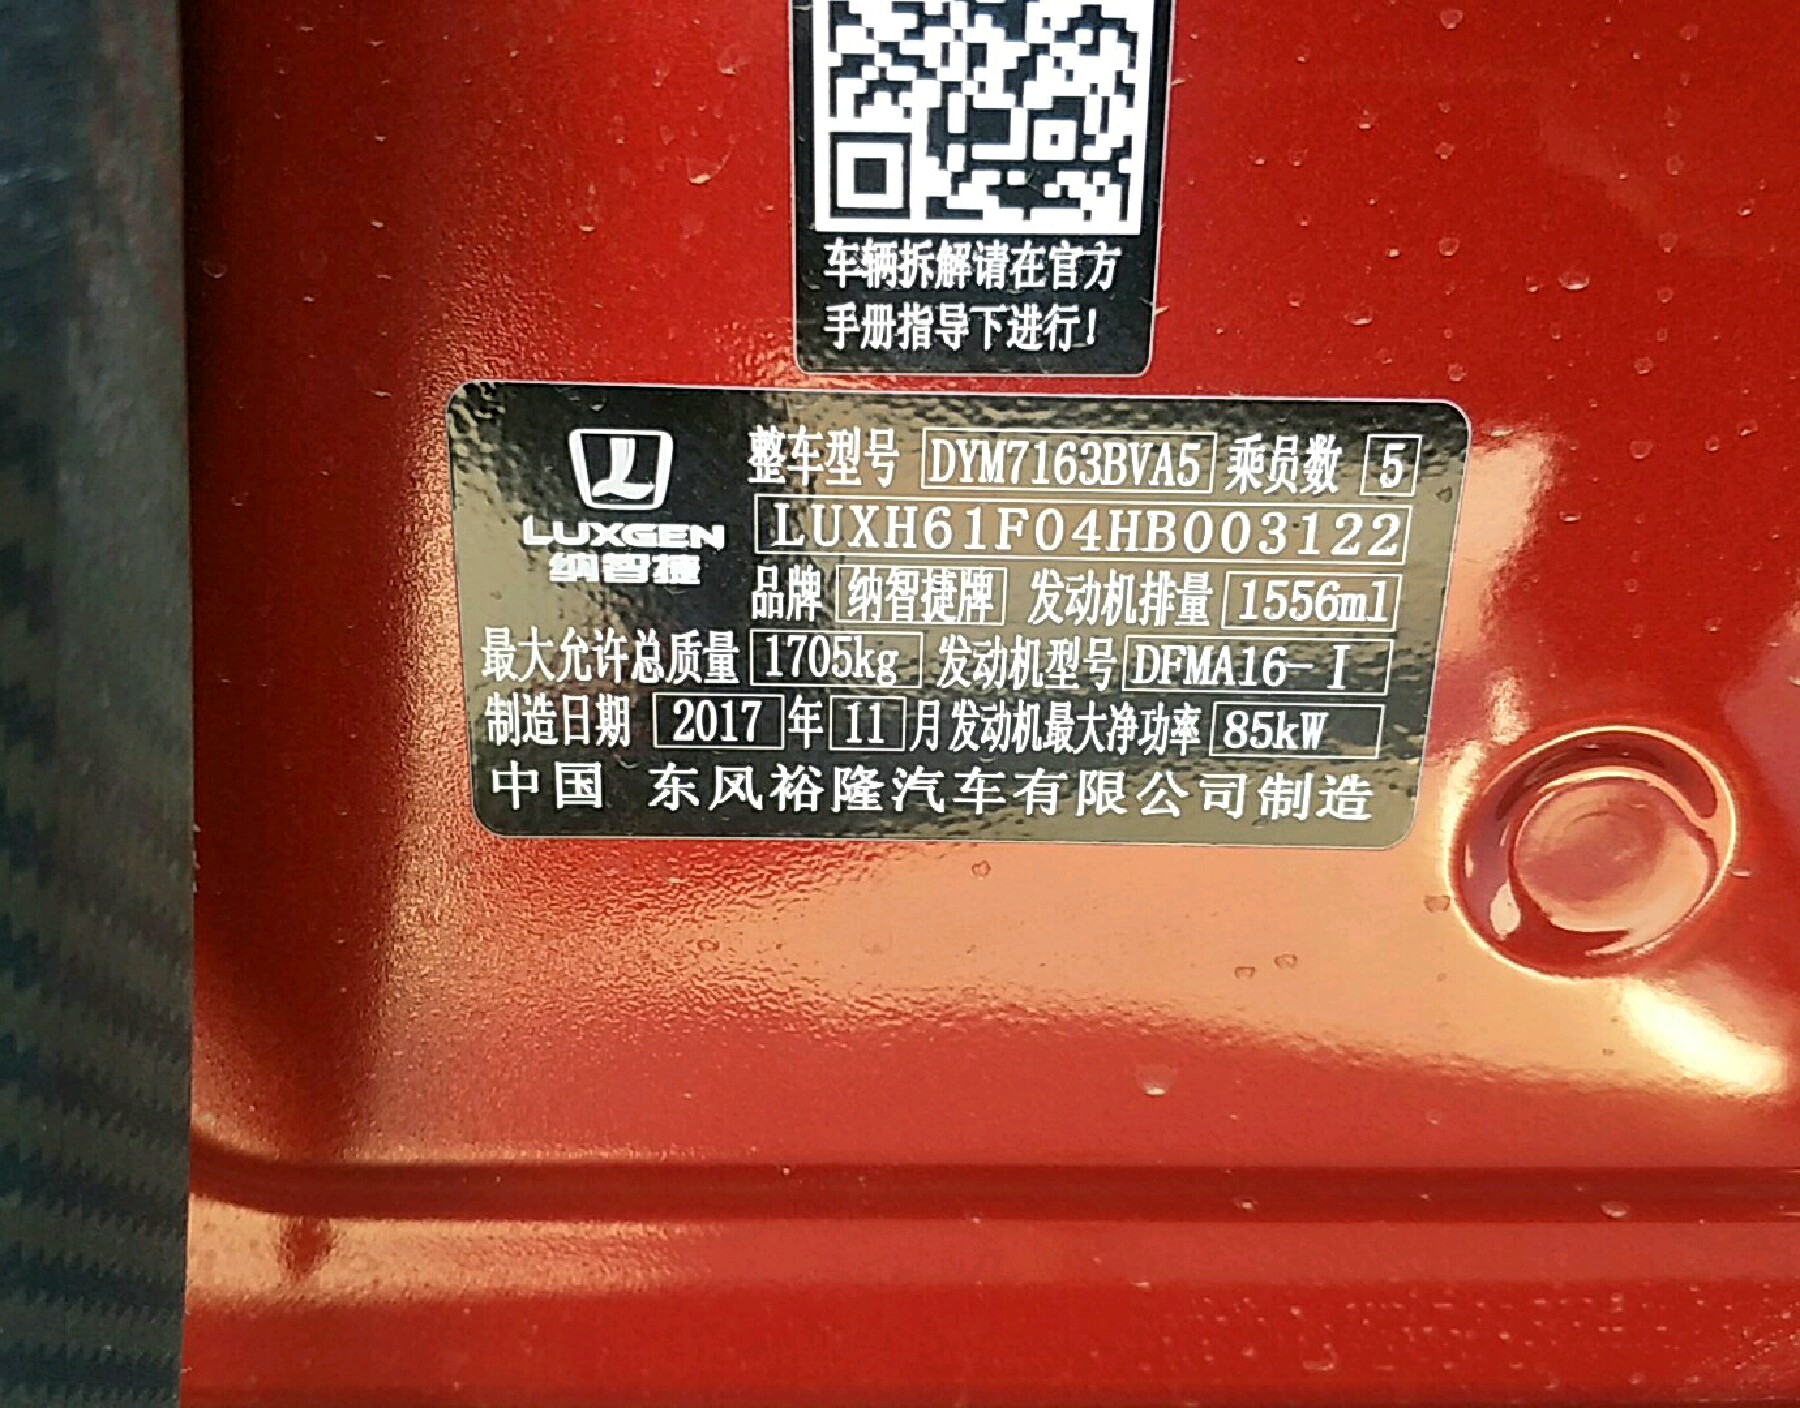 车辆拆解请在官方
手册指导下进行!
LUXGEN
纳智捷
整车型号 DYM7163BVA5 乘员数 5
LUXH61F04HB003122
品牌 纳智捷牌 发动机排量 1556ml
最大允许总质量 1705kg 发动机型号 DFMA16-I
制造日期 2017 年 11 月 发动机最大净功率 85kW
中国 东风裕隆汽车有限公司制造